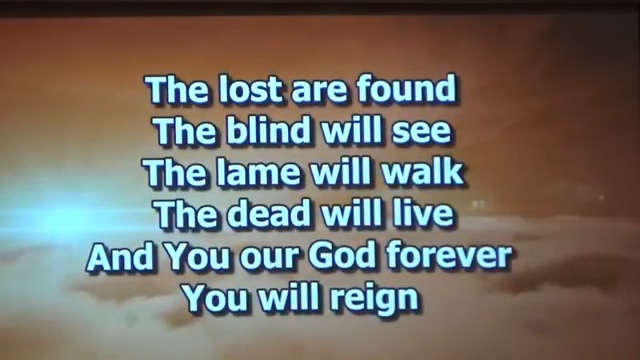 The lost are found
The blind will see
The lame will walk
The dead will live
And You our God forever
You will reign